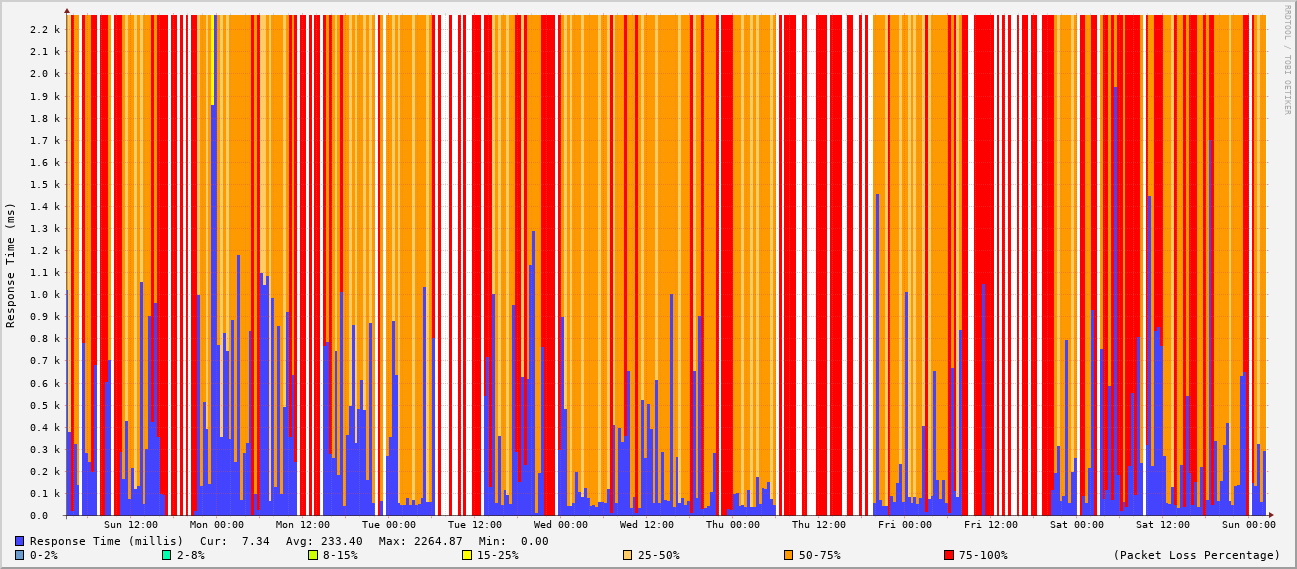 RRDTOOL / TOBI OETIKER
Response Time (ms)
2.2 k
2.1 k
2.0 k
1.9 k
1.8 k
1.7 k
1.6 k
1.5 k
1.4 k
1.3 k
1.2 k
1.1 k
1.0 k
0.9 k
0.8 k
0.7 k
0.6 k
0.5 k
0.4 k
0.3 k
0.2 k
0.1 k
0.0
Sun 12:00 Mon 00:00 Mon 12:00 Tue 00:00 Tue 12:00 Wed 00:00 Wed 12:00 Thu 00:00 Thu 12:00 Fri 00:00 Fri 12:00 Sat 00:00 Sat 12:00 Sun 00:00
Response Time (millis) Cur: 7.34 Avg: 233.40 Max: 2264.87 Min: 0.00
0-2% 2-8% 8-15% 15-25% 25-50% 50-75% 75-100% (Packet Loss Percentage)